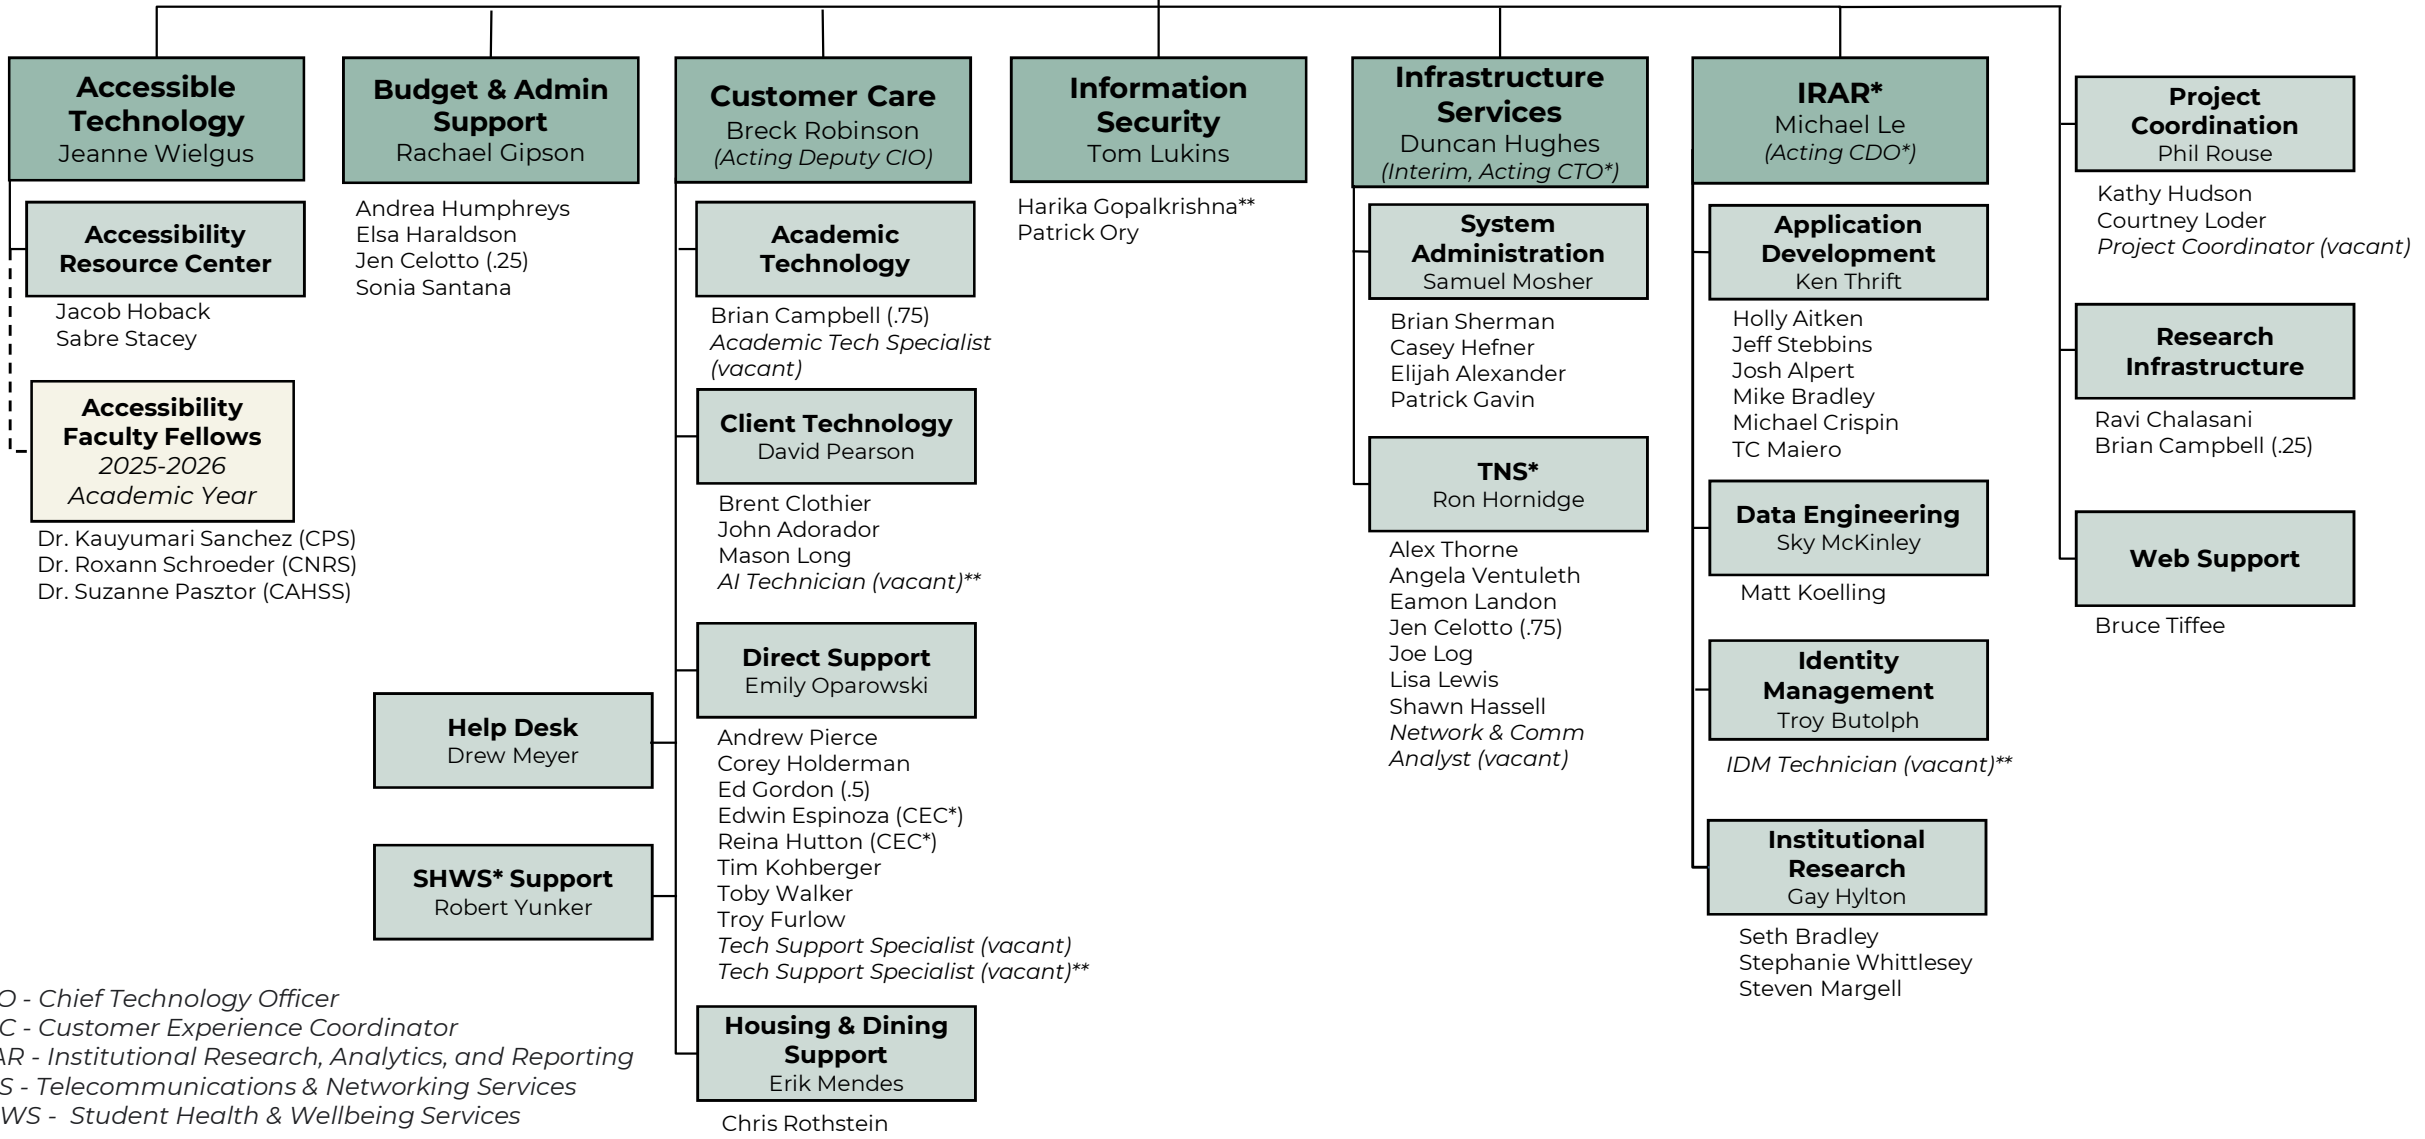 Accessible
Technology
Jeanne Wielgus
Accessibility
Resource Center
Jacob Hoback
Sabre Stacey
Accessibility
Faculty Fellows
2025-2026
Academic Year
Dr. Kauyumari Sanchez (CPS)
Dr. Roxann Schroeder (CNRS)
Dr. Suzanne Pasztor (CAHSS)
Budget & Admin
Support
Rachael Gipson
Andrea Humphreys
Elsa Haraldson
Jen Celotto (.25)
Sonia Santana
Customer Care
Breck Robinson
(Acting Deputy CIO)
Academic
Technology
Brian Campbell (.75)
Academic Tech Specialist
(vacant)
Client Technology
David Pearson
Brent Clothier
John Adorador
Mason Long
AI Technician (vacant)**
Direct Support
Emily Oparowski
Andrew Pierce
Corey Holderman
Ed Gordon (.5)
Edwin Espinoza (CEC*)
Reina Hutton (CEC*)
Tim Kohberger
Toby Walker
Troy Furlow
Tech Support Specialist (vacant)
Tech Support Specialist (vacant)**
Help Desk
Drew Meyer
SHWS* Support
Robert Yunker
Housing & Dining
Support
Erik Mendes
Chris Rothstein
Information
Security
Tom Lukins
Harika Gopalkrishna**
Patrick Ory
Infrastructure
Services
Duncan Hughes
(Interim, Acting CTO*)
System
Administration
Samuel Mosher
Brian Sherman
Casey Hefner
Elijah Alexander
Patrick Gavin
TNS*
Ron Hornidge
Alex Thorne
Angela Ventuleth
Eamon Landon
Jen Celotto (.75)
Joe Log
Lisa Lewis
Shawn Hassell
Network & Comm
Analyst (vacant)
IRAR*
Michael Le
(Acting CDO*)
Application
Development
Ken Thrift
Holly Aitken
Jeff Stebbins
Josh Alpert
Mike Bradley
Michael Crispin
TC Maiero
Data Engineering
Sky McKinley
Matt Koelling
Identity
Management
Troy Butolph
IDM Technician (vacant)**
Institutional
Research
Gay Hylton
Seth Bradley
Stephanie Whittlesey
Steven Margell
Project
Coordination
Phil Rouse
Kathy Hudson
Courtney Loder
Project Coordinator (vacant)
Research
Infrastructure
Ravi Chalasani
Brian Campbell (.25)
Web Support
Bruce Tiffee
O - Chief Technology Officer
C - Customer Experience Coordinator
AR - Institutional Research, Analytics, and Reporting
S - Telecommunications & Networking Services
WS - Student Health & Wellbeing Services